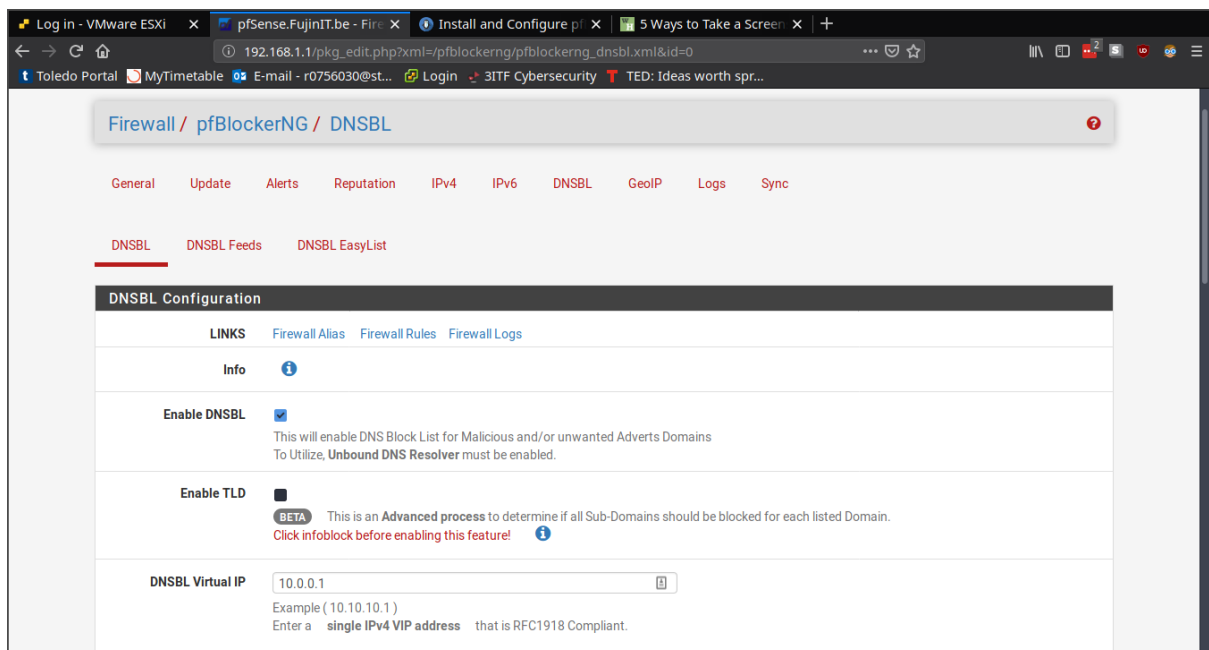 Log in - VMware ESXi
pfSense.FujinIT.be - Fire
Install and Configure pf
5 Ways to Take a Screen
192.168.1.1/pkg_edit.php?xml=/pfblockerng/pfblockerng_dnsbl.xml&id=0
2
Toledo Portal MyTimetable E-mail - r0756030@st... Login 3ITF Cybersecurity TED: Ideas worth spr...
Firewall / pfBlockerNG / DNSBL
General Update Alerts Reputation IPv4 IPv6 DNSBL GeoIP Logs Sync
DNSBL DNSBL Feeds DNSBL EasyList
DNSBL Configuration
LINKS Firewall Alias Firewall Rules Firewall Logs
Info
Enable DNSBL
This will enable DNS Block List for Malicious and/or unwanted Adverts Domains
To Utilize, Unbound DNS Resolver must be enabled.
Enable TLD
BETA This is an Advanced process to determine if all Sub-Domains should be blocked for each listed Domain.
Click infoblock before enabling this feature!
DNSBL Virtual IP 10.0.0.1
Example ( 10.10.10.1 )
Enter a single IPv4 VIP address that is RFC1918 Compliant.